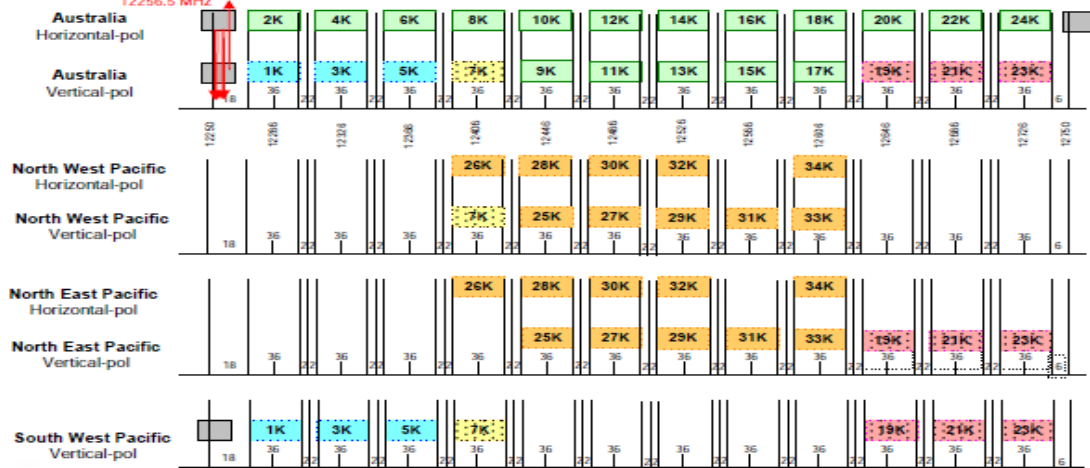 12256.5 MHz
Australia
Horizontal-pol
2K 4K 6K 8K 10K 12K 14K 16K 18K 20K 22K 24K
Australia
Vertical-pol
1K 3K 5K 7K 9K 11K 13K 15K 17K 19K 21K 23K
18 36 22 36 22 36 22 36 22 36 22 36 22 36 22 36 22 36 22 36 22 36 22 36 6
12250 12286 12326 12366 12406 12446 12486 12526 12566 12606 12646 12686 12726 12750
North West Pacific
Horizontal-pol
26K 28K 30K 32K 34K
North West Pacific
Vertical-pol
7K 25K 27K 29K 31K 33K
18 36 22 36 22 36 22 36 22 36 22 36 22 36 22 36 22 36 22 36 22 36 22 36 6
North East Pacific
Horizontal-pol
26K 28K 30K 32K 34K
North East Pacific
Vertical-pol
25K 27K 29K 31K 33K 19K 21K 23K
18 36 22 36 22 36 22 36 22 36 22 36 22 36 22 36 22 36 22 36 22 36 22 36 6
South West Pacific
Vertical-pol
1K 3K 5K 7K 19K 21K 23K
18 36 22 36 22 36 22 36 22 36 22 36 22 36 22 36 22 36 22 36 22 36 22 36 6